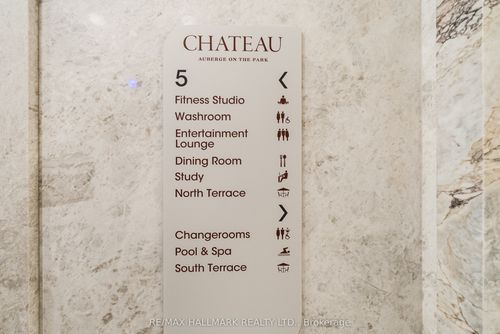 CHATEAU
AUBERGE ON THE PARK
5
Fitness Studio
Washroom
Entertainment
Lounge
Dining Room
Study
North Terrace
Changerooms
Pool & Spa
South Terrace
RE/MAX HALLMARK REALTY LTD., Brokerage